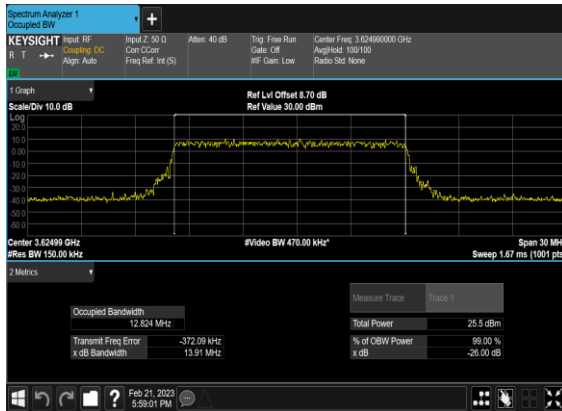 Spectrum Analyzer 1
Occupied BW
KEYSIGHT
R T
Input: RF
Coupling: DC
Align: Auto
Input Z: 50 Ω
Corr CCorr
Freq Ref: Int (S)
Atten: 40 dB
Trig: Free Run
Gate: Off
#IF Gain: Low
Center Freq: 3.624990000 GHz
Avg|Hold: 100/100
Radio Std: None
1 Graph
Scale/Div 10.0 dB
Ref Lvl Offset 8.70 dB
Ref Value 30.00 dBm
Log
20.0
10.0
0.00
-10.0
-20.0
-30.0
-40.0
-50.0
-60.0
Center 3.62499 GHz
#Res BW 150.00 kHz
#Video BW 470.00 kHz*
Span 30 MH
Sweep 1.67 ms (1001 pts
2 Metrics
Measure Trace Trace 1
Occupied Bandwidth
12.824 MHz
Total Power 25.5 dBm
Transmit Freq Error -372.09 kHz
% of OBW Power 99.00 %
x dB Bandwidth 13.91 MHz
x dB -26.00 dB
?
Feb 21, 2023
5:59:01 PM